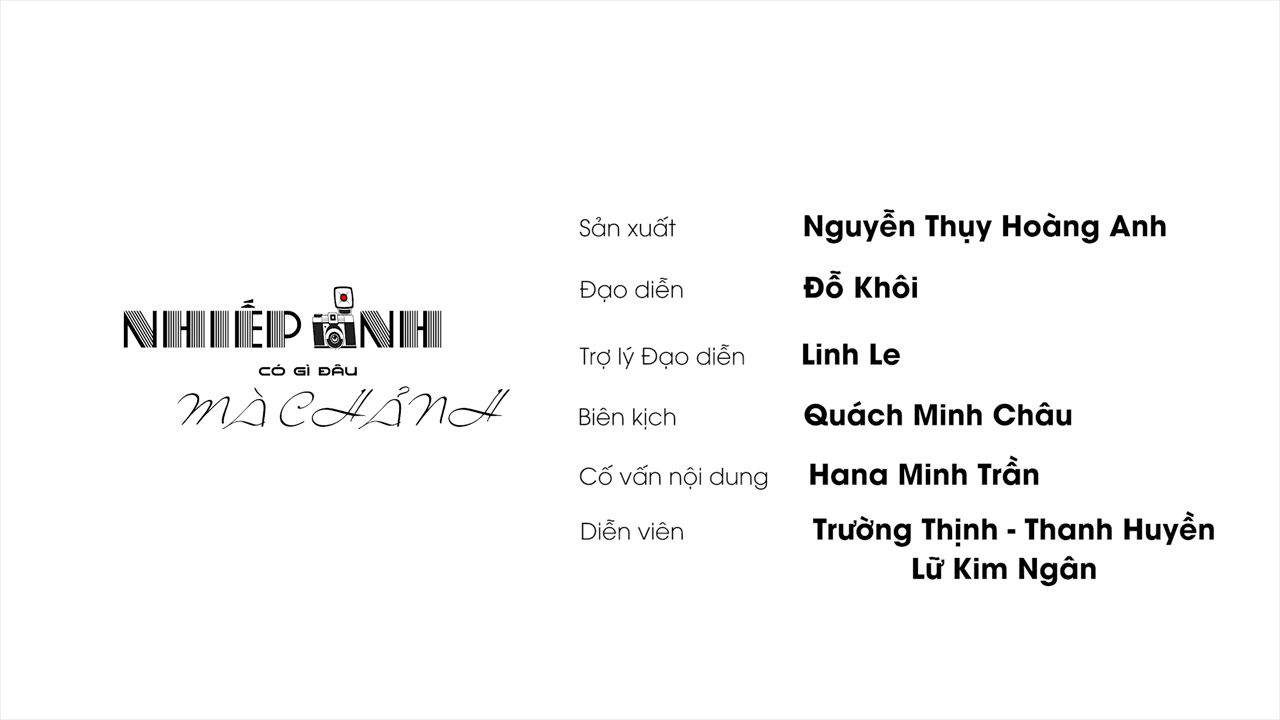 NHIẾP ẢNH
CÓ GÌ ĐÂU
MÀ CHẢNH
Sản xuất Nguyễn Thụy Hoàng Anh
Đạo diễn Đỗ Khôi
Trợ lý Đạo diễn Linh Le
Biên kịch Quách Minh Châu
Cố vấn nội dung Hana Minh Trần
Diễn viên Trường Thịnh - Thanh Huyền
Lữ Kim Ngân